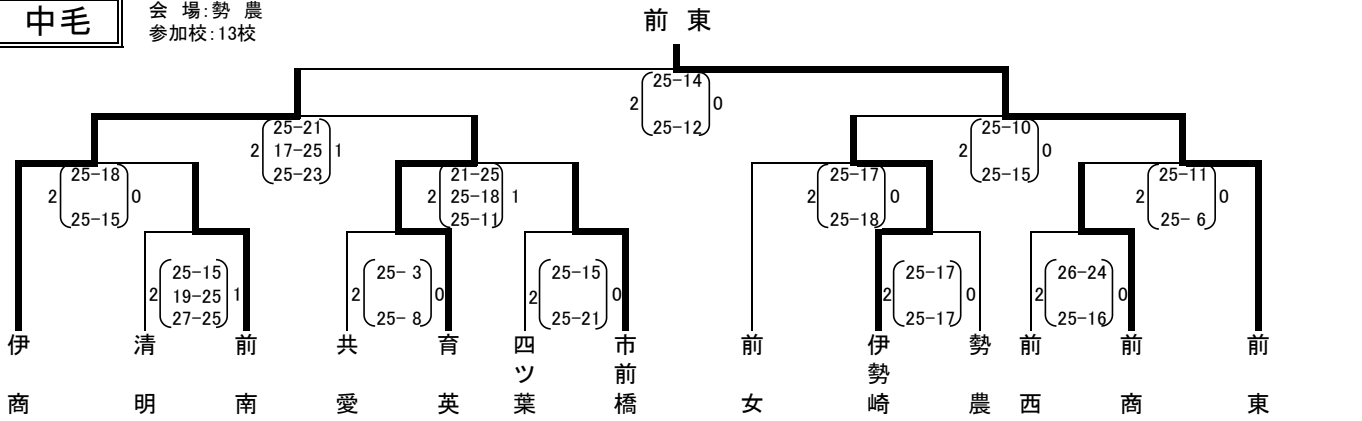 中毛
会 場:勢 農
参加校:13校
前 東
25-14
2 0
25-12
25-21
2 17-25 1
25-23
25-10
2 0
25-15
25-18
2 0
25-15
21-25
2 25-18 1
25-11
25-17
2 0
25-18
25-11
2 0
25- 6
25-15
2 19-25 1
27-25
25- 3
2 0
25- 8
25-15
2 0
25-21
25-17
2 0
25-17
26-24
2 0
25-16
伊商
清明
前南
共愛
育英
四ツ葉
市前橋
前女
伊勢崎
勢農
前西
前商
前東